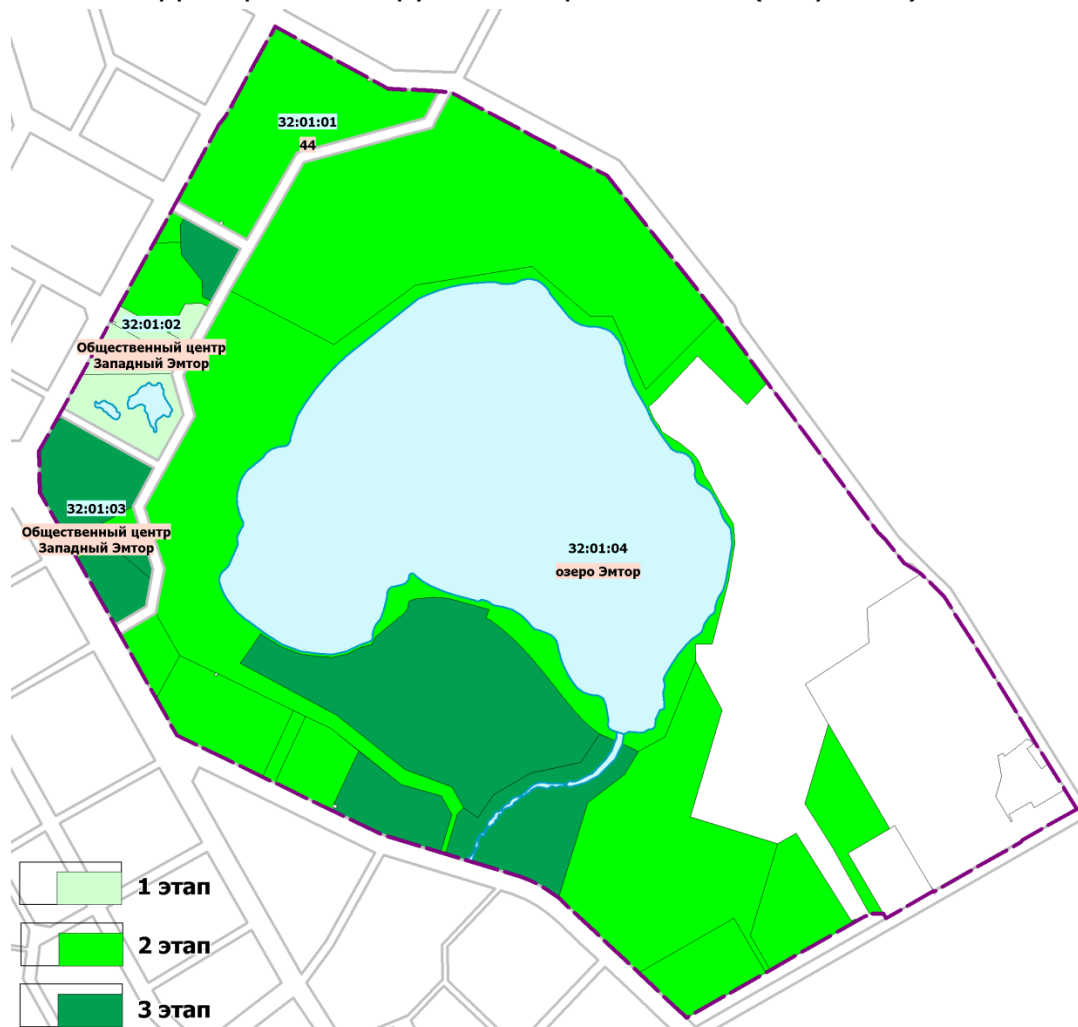 32:01:01
44
32:01:02
Общественный центр
Западный Эмтор
32:01:03
Общественный центр
Западный Эмтор
32:01:04
озеро Эмтор
1 этап
2 этап
3 этап